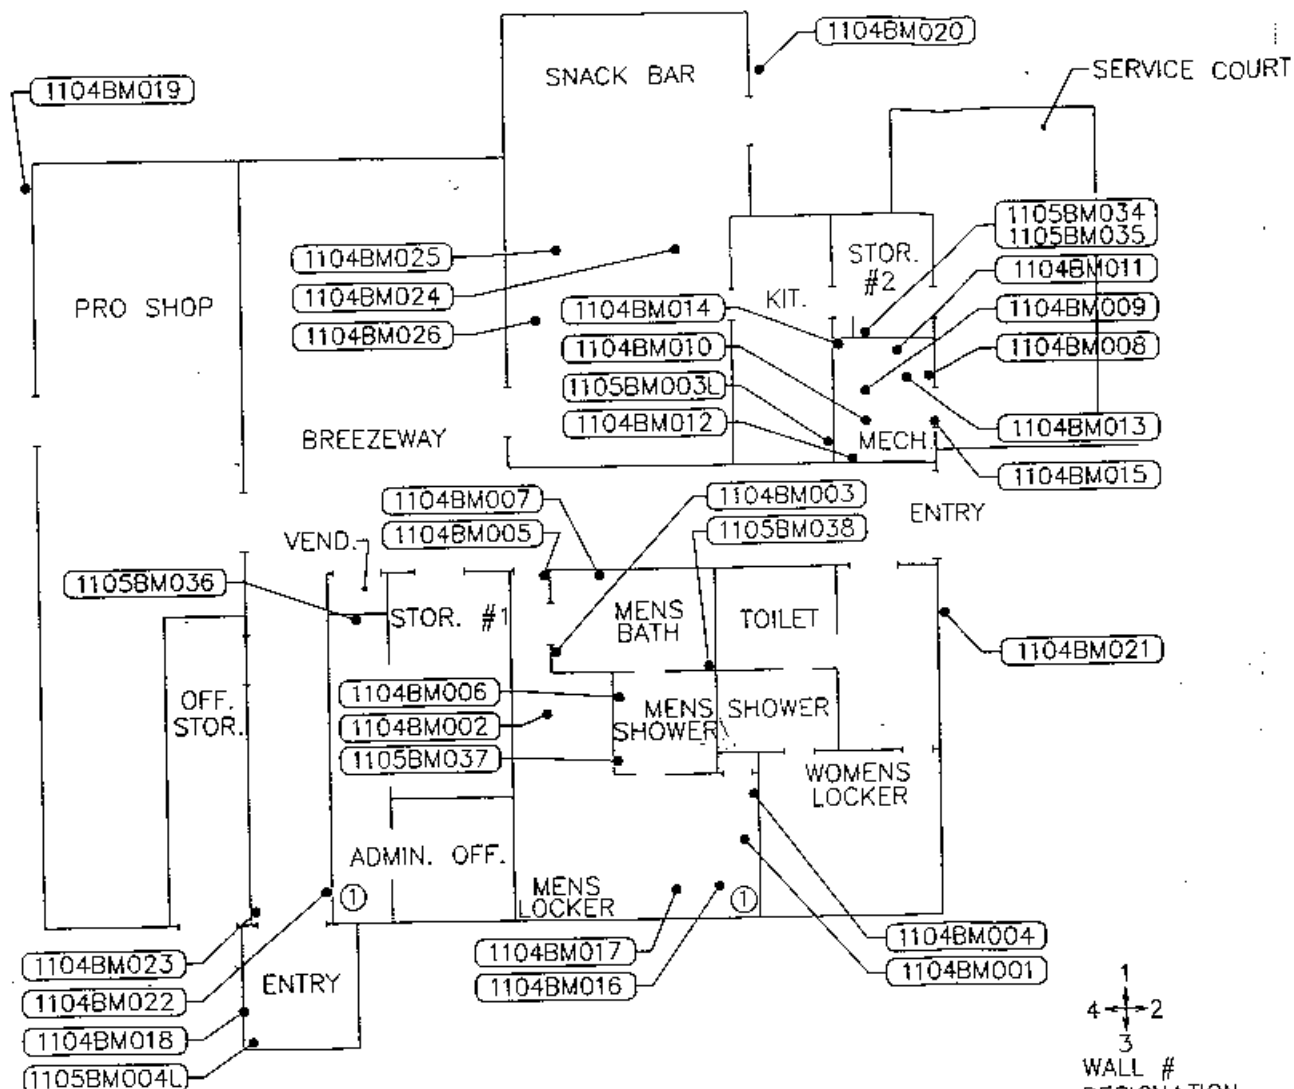 1104BM020
SNACK BAR
SERVICE COURT
1104BM019
1105BM034
1105BM035
1104BM025
STOR.
#2
1104BM011
1104BM024
KIT.
PRO SHOP
1104BM014
1104BM009
1104BM026
1104BM010
1104BM008
1105BM003L
1104BM012
1104BM013
BREEZEWAY
MECH.
1104BM015
1104BM007
1104BM003
ENTRY
1104BM005
1105BM038
VEND.
1105BM036
STOR. #1
MENS
BATH
TOILET
1104BM021
OFF.
STOR.
1104BM006
1104BM002
MENS
SHOWER
SHOWER
1105BM037
WOMENS
LOCKER
ADMIN. OFF.
1
MENS
LOCKER
1
1104BM004
1104BM017
1104BM023
1104BM001
ENTRY
1104BM016
1104BM022
1104BM018
1105BM004L
1
4 2
3
WALL #
DESIGNATION